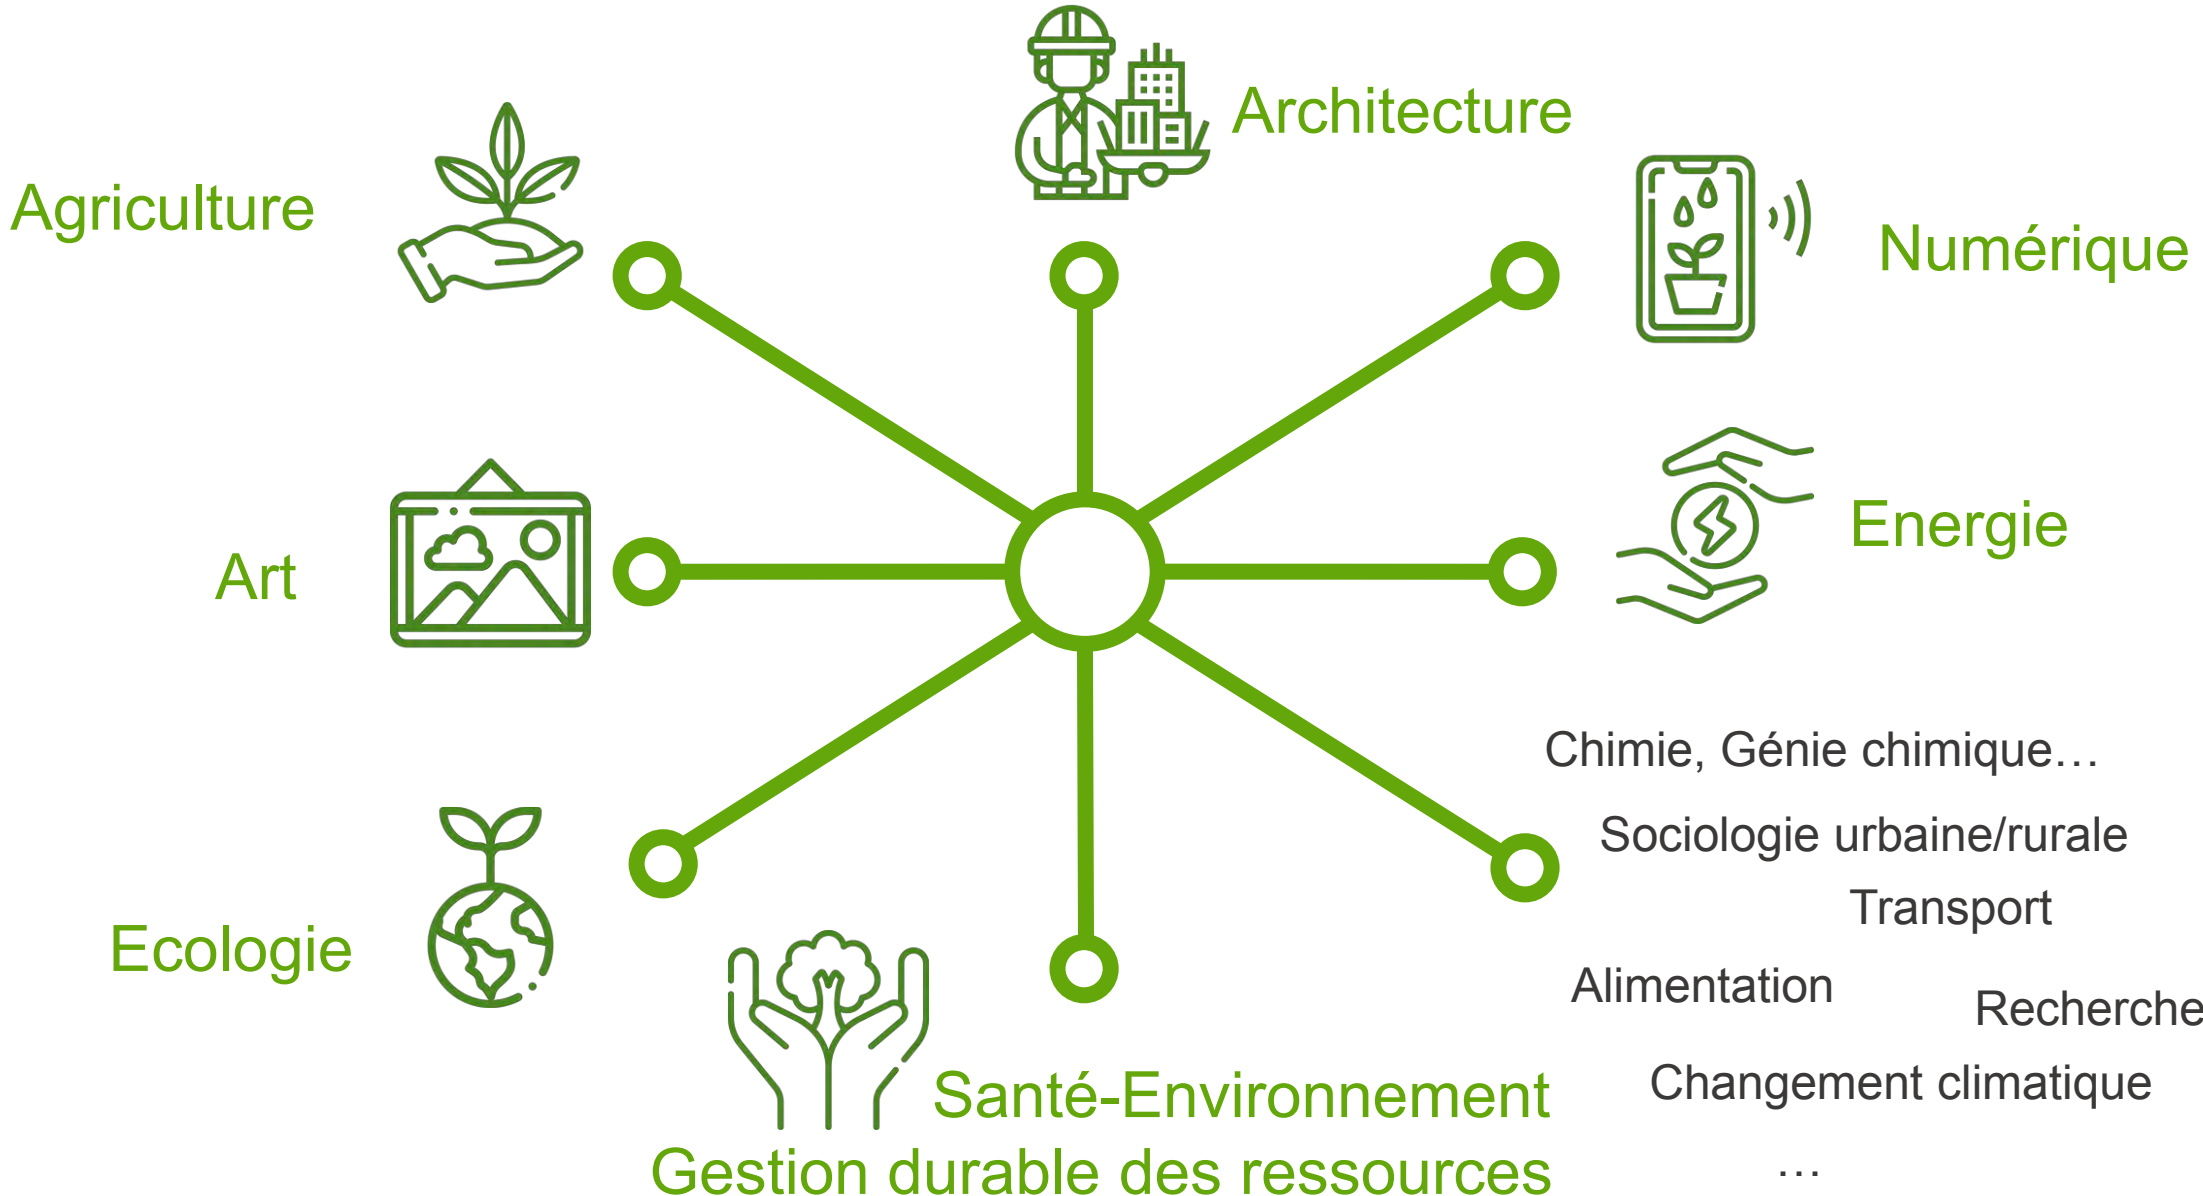 Architecture
Agriculture
Numérique
Energie
Art
Chimie, Génie chimique…
Sociologie urbaine/rurale
Transport
Ecologie
Alimentation
Recherche
Santé-Environnement
Changement climatique
Gestion durable des ressources
…